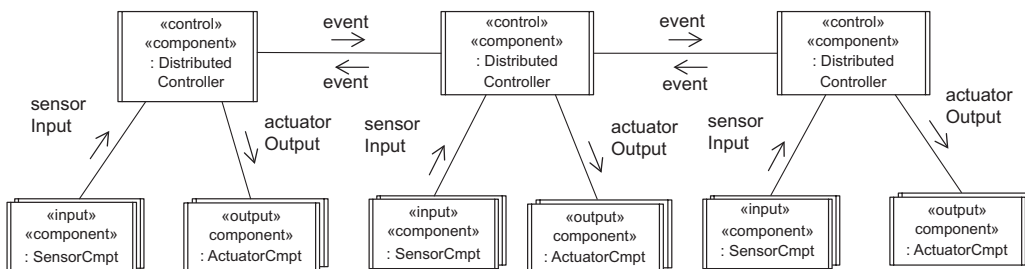 «control»
«component»
: Distributed
Controller
event
event
«control»
«component»
: Distributed
Controller
event
event
«control»
«component»
: Distributed
Controller
sensor
Input
actuator
Output
sensor
Input
actuator
Output
sensor
Input
actuator
Output
«input»
«component»
: SensorCmpt
«output»
component»
: ActuatorCmpt
«input»
«component»
: SensorCmpt
«output»
component»
: ActuatorCmpt
«input»
«component»
: SensorCmpt
«output»
component»
: ActuatorCmpt